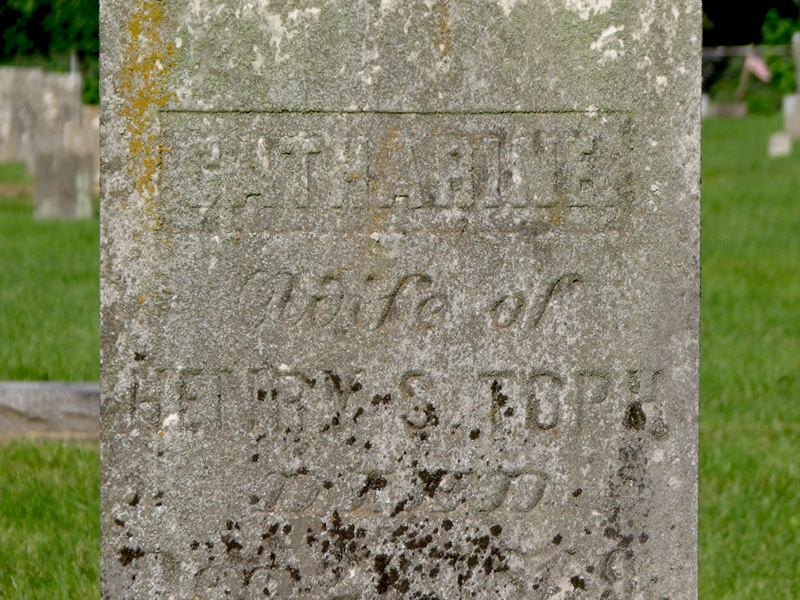 CATHARINE
Wife of
HENRY S. TOPH
DIED